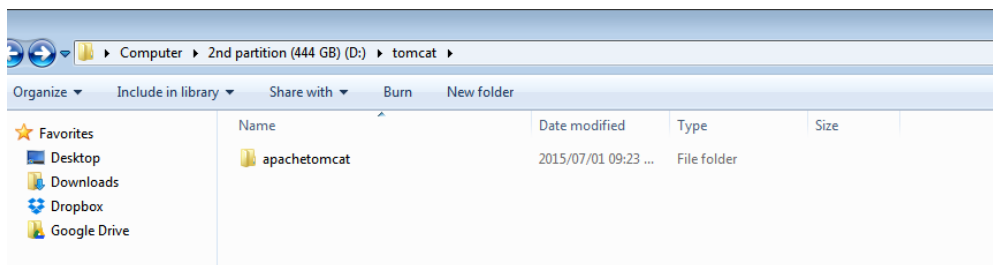 Computer 2nd partition (444 GB) (D:) tomcat
Organize Include in library Share with Burn New folder
Name Date modified Type Size
Favorites
apachetomcat 2015/07/01 09:23 ... File folder
Desktop
Downloads
Dropbox
Google Drive